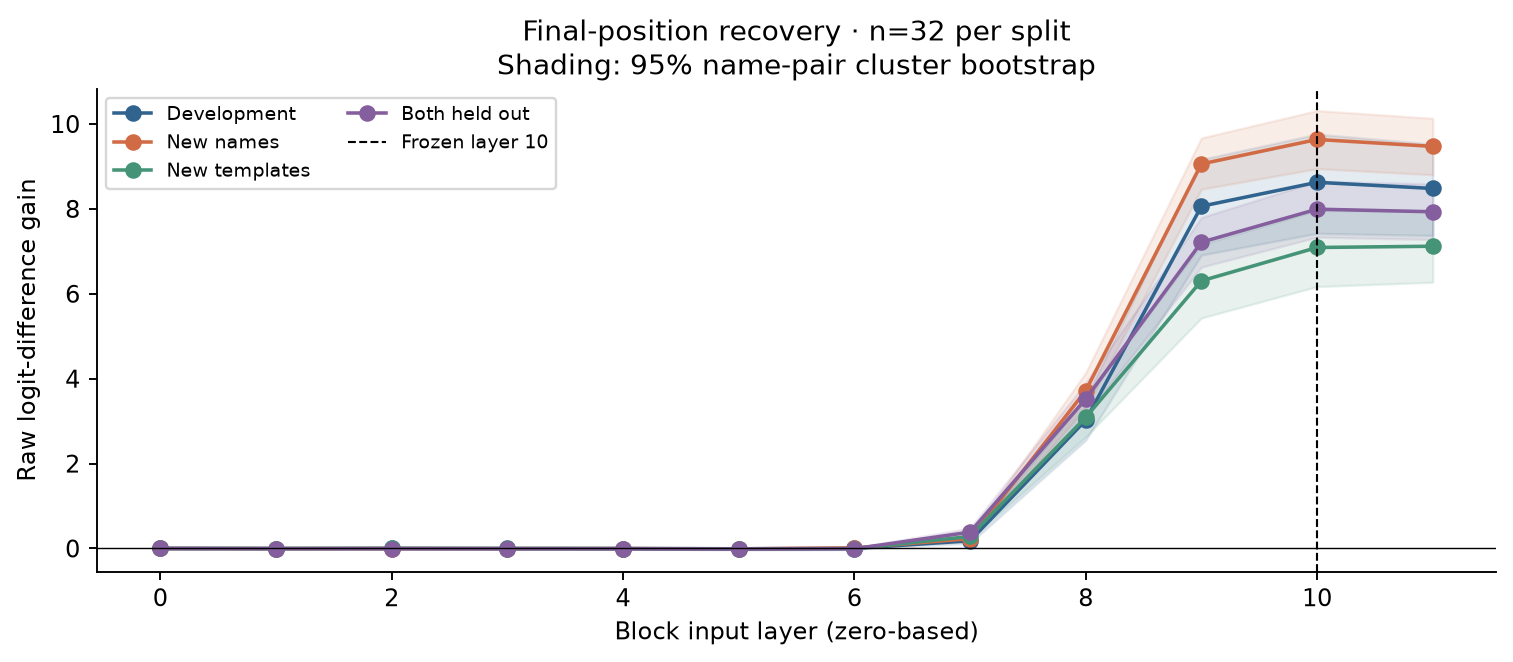 Final-position recovery · n=32 per split
Shading: 95% name-pair cluster bootstrap
Development
New names
New templates
Both held out
Frozen layer 10
Raw logit-difference gain
10
8
6
4
2
0
0 2 4 6 8 10
Block input layer (zero-based)